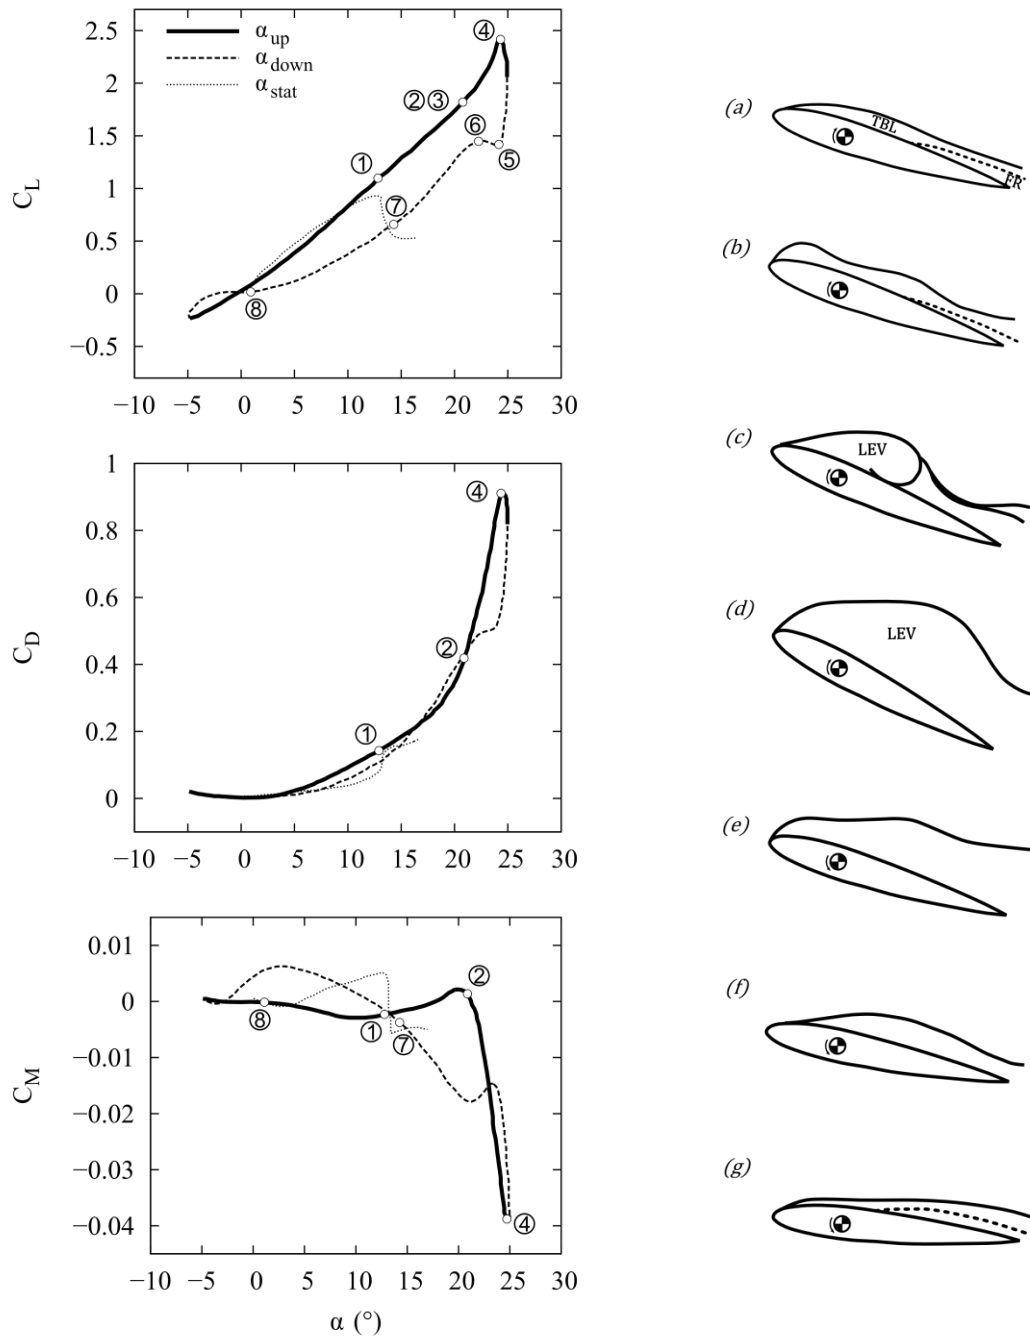 2.5
2
1.5
1
0.5
0
−0.5
C_L
α_up
α_down
α_stat
①
② ③
④
⑤
⑥
⑦
⑧
−10 −5 0 5 10 15 20 25 30
1
0.8
0.6
0.4
0.2
0
C_D
①
②
④
−10 −5 0 5 10 15 20 25 30
0.01
0
−0.01
−0.02
−0.03
−0.04
C_M
⑧
①
⑦
②
④
−10 −5 0 5 10 15 20 25 30
α (°)
(a)
TBL
FR
(b)
(c)
LEV
(d)
LEV
(e)
(f)
(g)